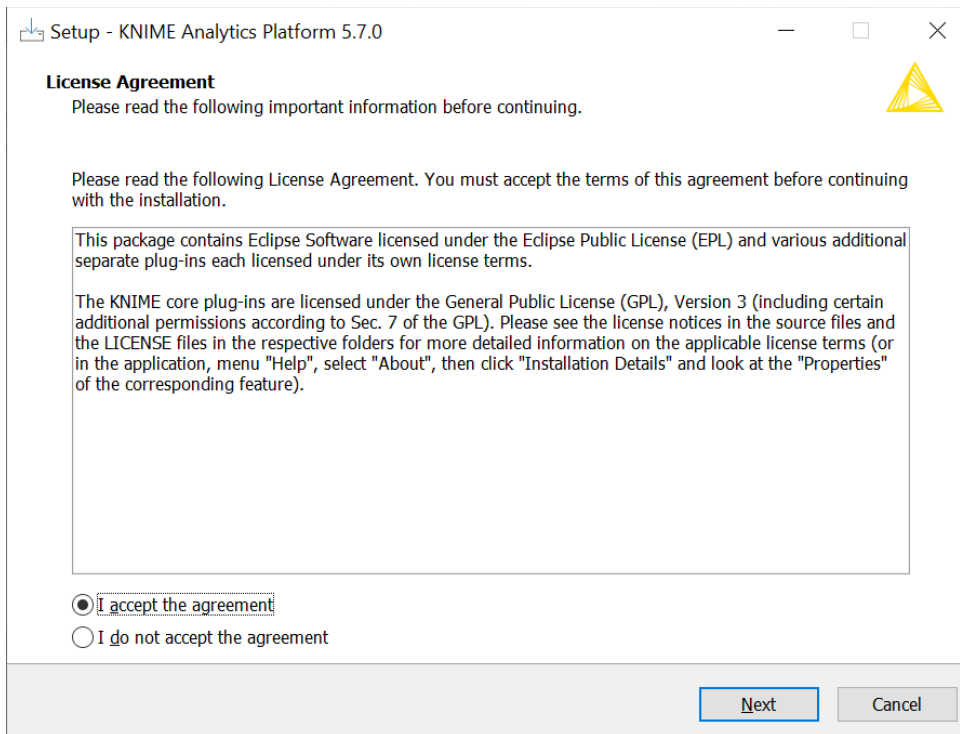 Setup - KNIME Analytics Platform 5.7.0
License Agreement
Please read the following important information before continuing.
Please read the following License Agreement. You must accept the terms of this agreement before continuing
with the installation.
This package contains Eclipse Software licensed under the Eclipse Public License (EPL) and various additional
separate plug-ins each licensed under its own license terms.
The KNIME core plug-ins are licensed under the General Public License (GPL), Version 3 (including certain
additional permissions according to Sec. 7 of the GPL). Please see the license notices in the source files and
the LICENSE files in the respective folders for more detailed information on the applicable license terms (or
in the application, menu "Help", select "About", then click "Installation Details" and look at the "Properties"
of the corresponding feature).
I accept the agreement
I do not accept the agreement
Next
Cancel